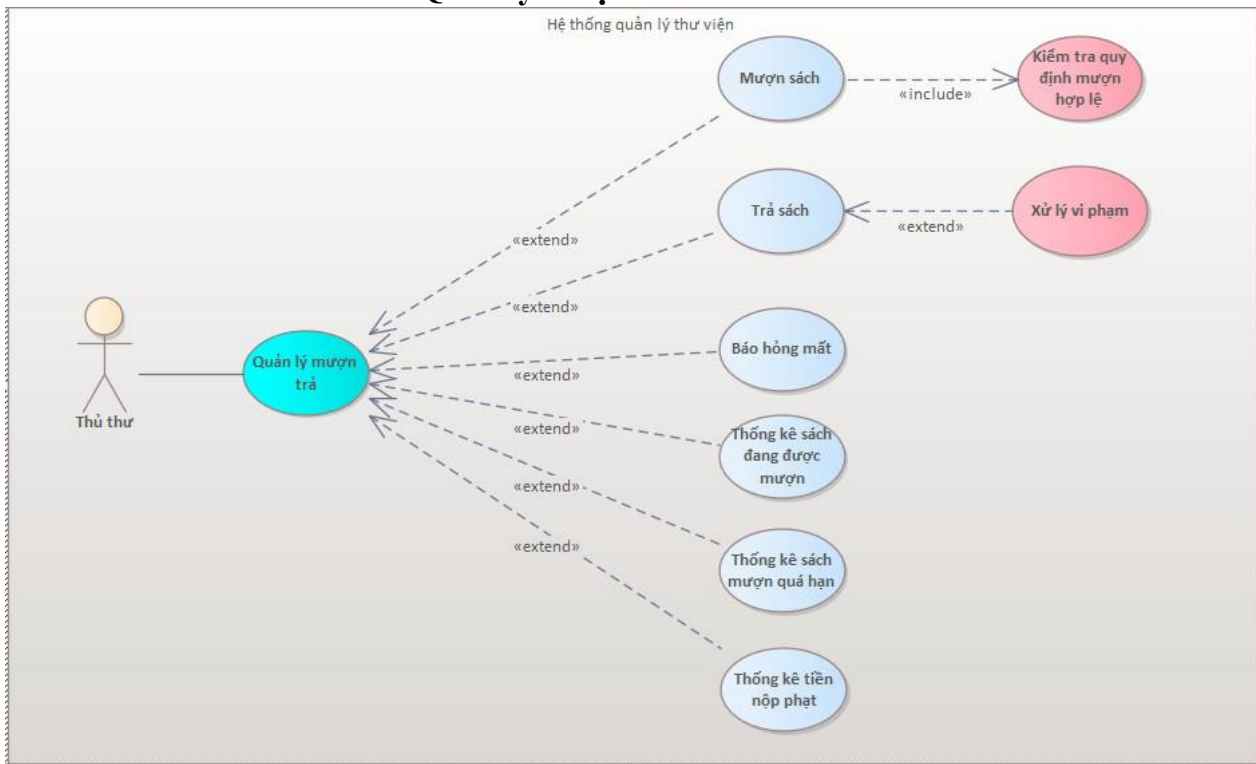 Hệ thống quản lý thư viện
Mượn sách
«include»
Kiểm tra quy
định mượn
hợp lệ
Trả sách
«extend»
Xử lý vi phạm
«extend»
«extend»
Báo hỏng mất
«extend»
Quản lý mượn
trả
Thủ thư
Thống kê sách
đang được
mượn
«extend»
«extend»
Thống kê sách
mượn quá hạn
«extend»
Thống kê tiền
nộp phạt